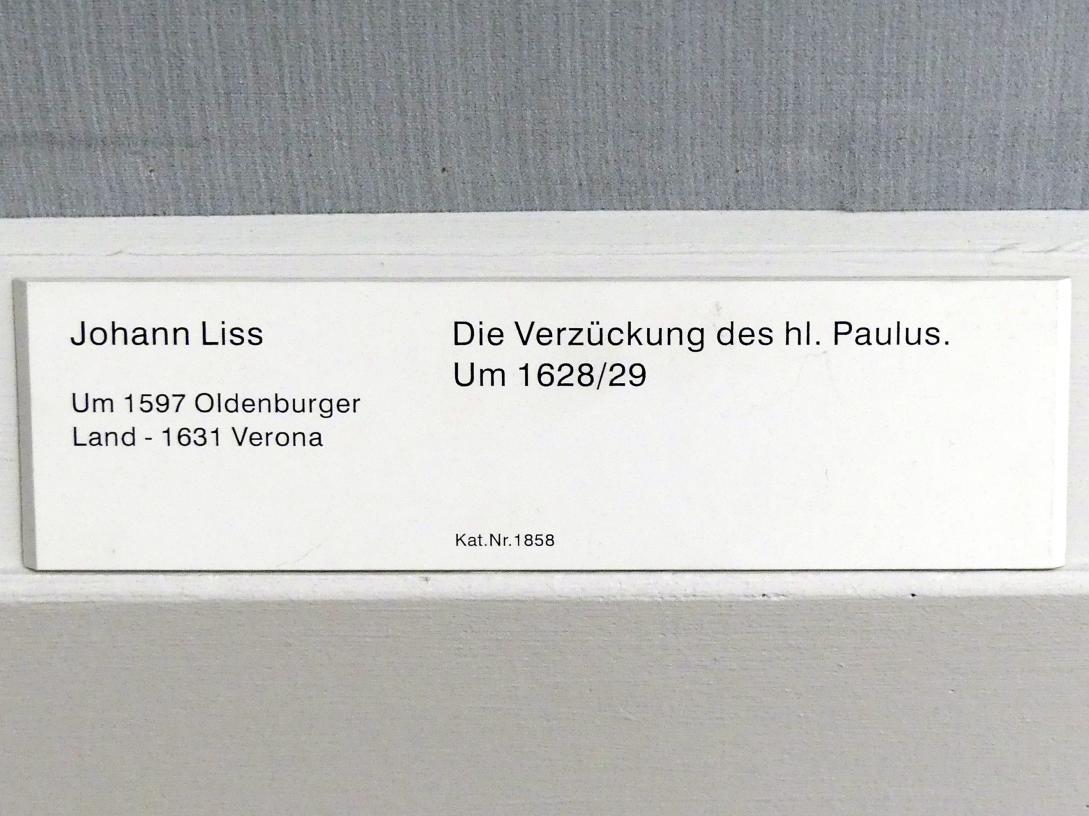 Johann Liss
Um 1597 Oldenburger
Land - 1631 Verona
Die Verzückung des hl. Paulus.
Um 1628/29
Kat.Nr.1858